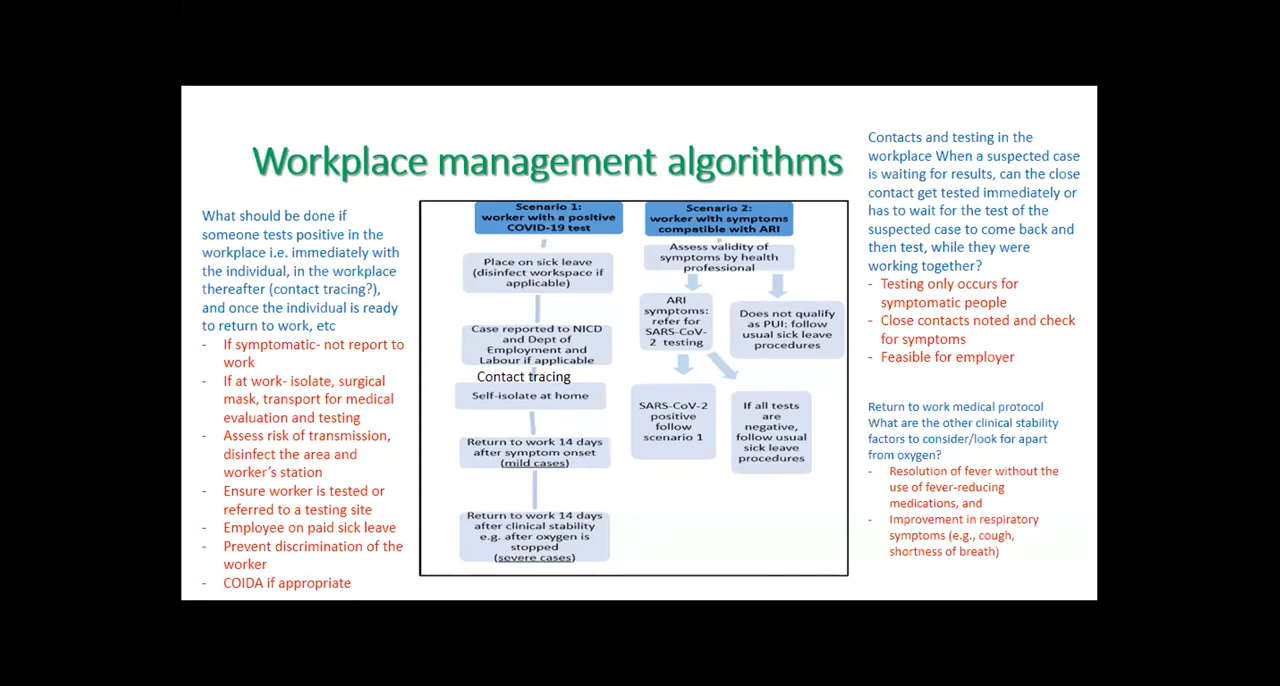 Workplace management algorithms
What should be done if
someone tests positive in the
workplace i.e. immediately with
the individual, in the workplace
thereafter (contact tracing?),
and once the individual is ready
to return to work, etc
- If symptomatic- not report to
work
- If at work- isolate, surgical
mask, transport for medical
evaluation and testing
- Assess risk of transmission,
disinfect the area and
worker's station
- Ensure worker is tested or
referred to a testing site
- Employee on paid sick leave
- Prevent discrimination of the
worker
- COIDA if appropriate
Scenario 1:
worker with a positive
COVID-19 test
Place on sick leave
(disinfect workspace if
applicable)
Case reported to NICD
and Dept of
Employment and
Labour if applicable
Contact tracing
Self-isolate at home
Return to work 14 days
after symptom onset
(mild cases)
Return to work 14 days
after clinical stability
e.g. after oxygen is
stopped
(severe cases)
Scenario 2:
worker with symptoms
compatible with ARI
Assess validity of
symptoms by health
professional
ARI
symptoms:
refer for
SARS-CoV-
2 testing
Does not qualify
as PUI; follow
usual sick leave
procedures
SARS-CoV-2
positive
follow
scenario 1
If all tests
are
negative,
follow usual
sick leave
procedures
Contacts and testing in the
workplace When a suspected case
is waiting for results, can the close
contact get tested immediately or
has to wait for the test of the
suspected case to come back and
then test, while they were
working together?
- Testing only occurs for
symptomatic people
- Close contacts noted and check
for symptoms
- Feasible for employer
Return to work medical protocol
What are the other clinical stability
factors to consider/look for apart
from oxygen?
- Resolution of fever without the
use of fever-reducing
medications, and
- Improvement in respiratory
symptoms (e.g., cough,
shortness of breath)